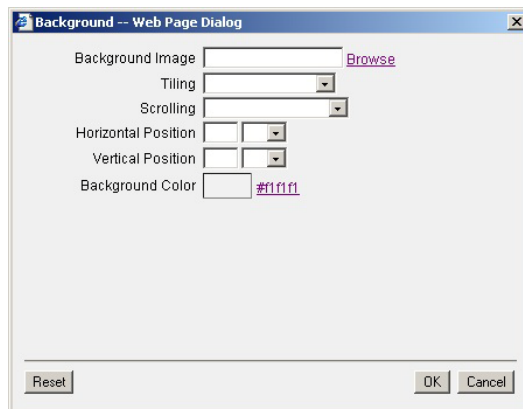 Background -- Web Page Dialog
Background Image Browse
Tiling
Scrolling
Horizontal Position
Vertical Position
Background Color #f1f1f1
Reset OK Cancel